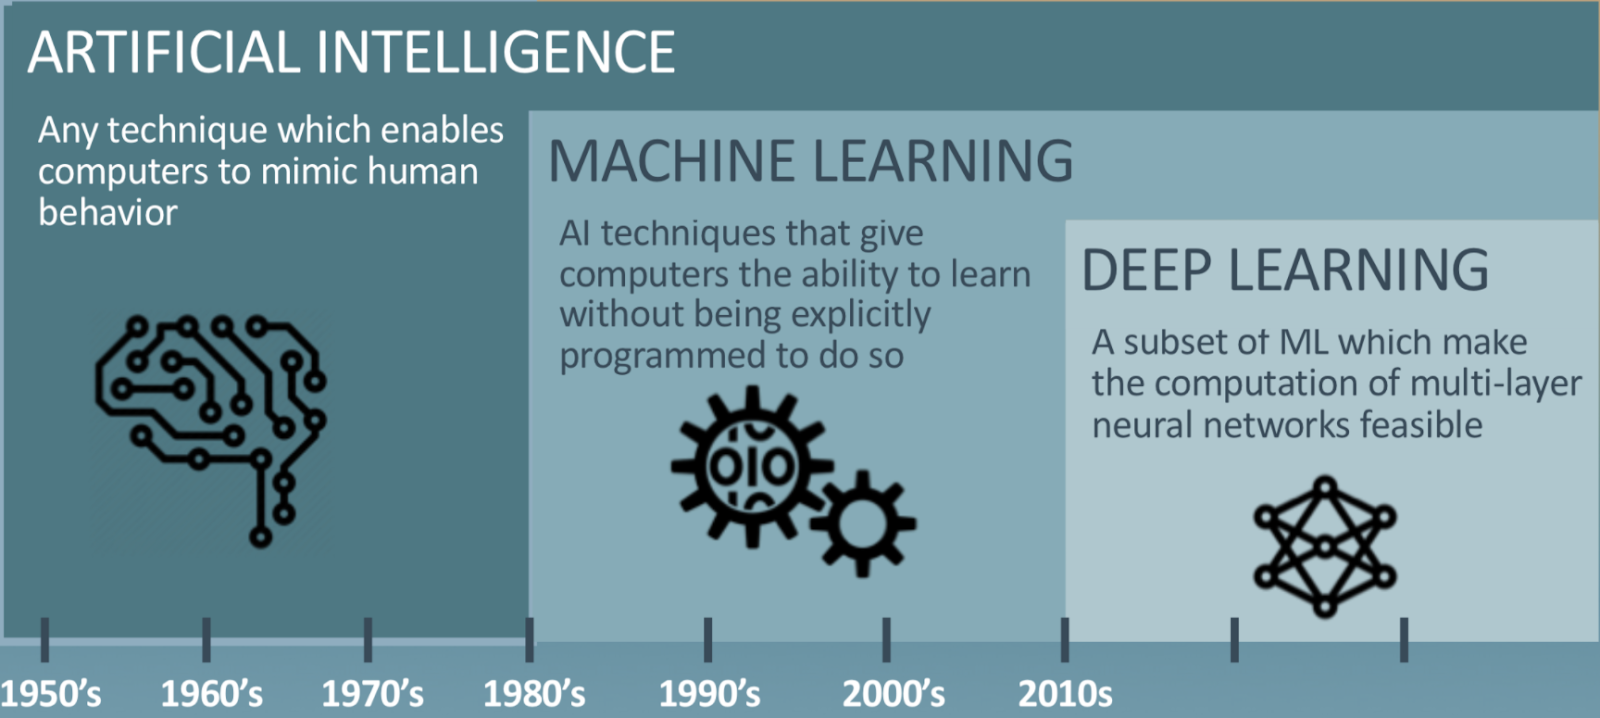 ARTIFICIAL INTELLIGENCE
Any technique which enables
computers to mimic human
behavior
MACHINE LEARNING
AI techniques that give
computers the ability to learn
without being explicitly
programmed to do so
DEEP LEARNING
A subset of ML which make
the computation of multi-layer
neural networks feasible
OIO
1950's 1960's 1970's 1980's 1990's 2000's 2010s